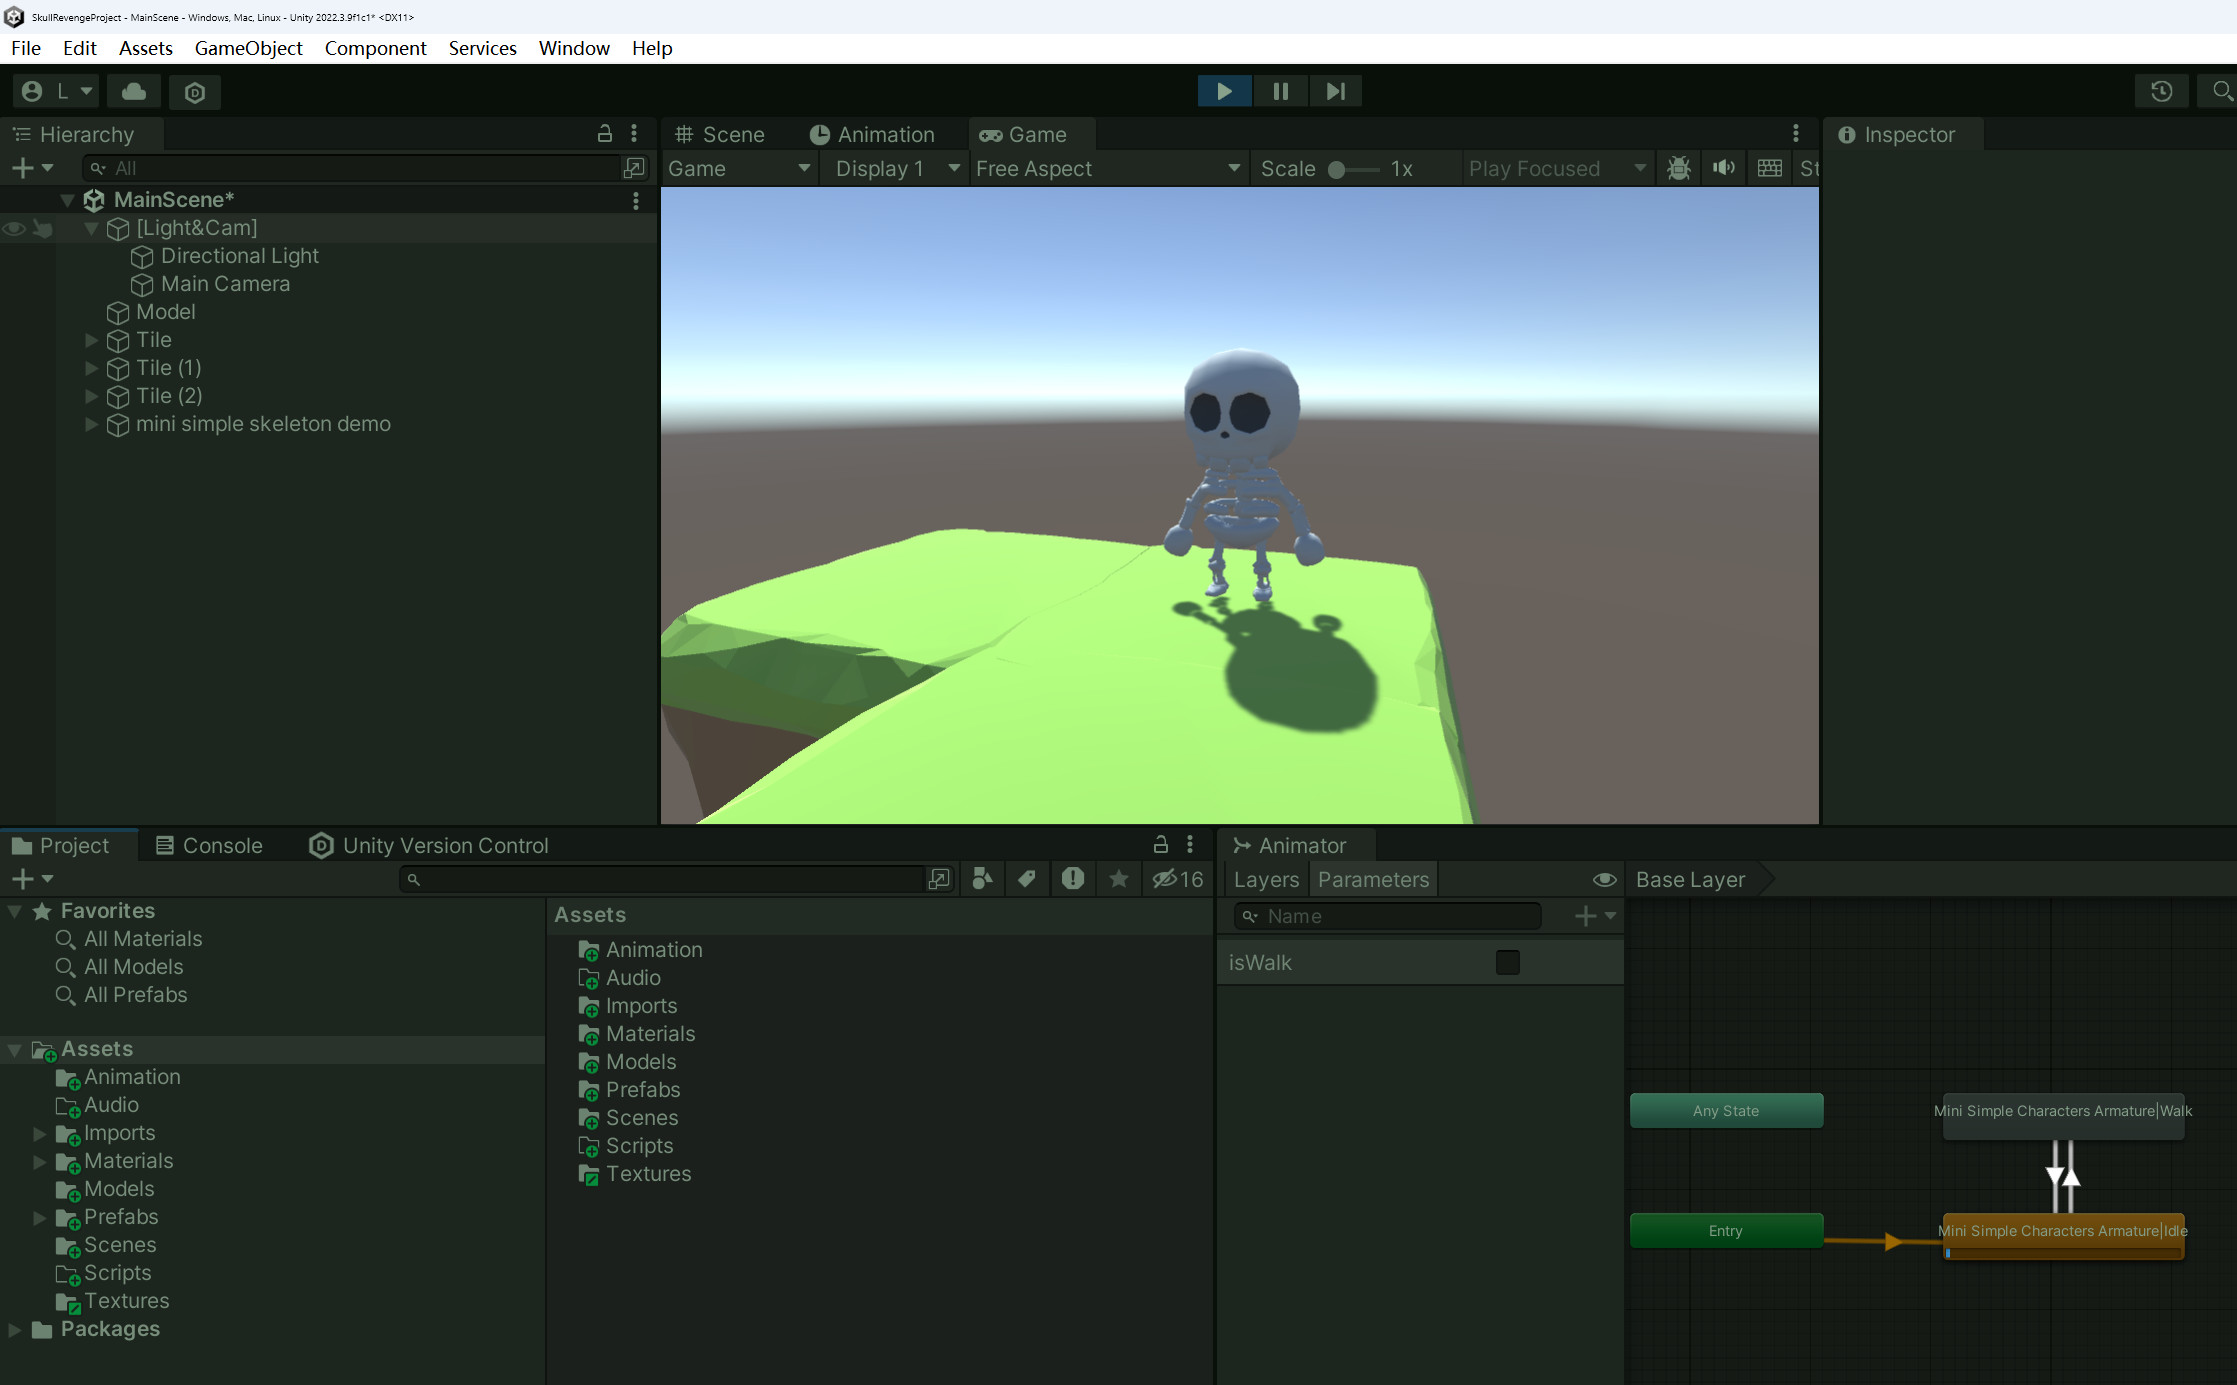 SkullRevengeProject - MainScene - Windows, Mac, Linux - Unity 2022.3.9f1c1* <DX11>
File Edit Assets GameObject Component Services Window Help
L
Hierarchy
All
MainScene*
[Light&Cam]
Directional Light
Main Camera
Model
Tile
Tile (1)
Tile (2)
mini simple skeleton demo
Scene Animation Game
Game Display 1 Free Aspect Scale 1x Play Focused St
Inspector
Project Console Unity Version Control
16
Favorites
All Materials
All Models
All Prefabs
Assets
Animation
Audio
Imports
Materials
Models
Prefabs
Scenes
Scripts
Textures
Packages
Assets
Animation
Audio
Imports
Materials
Models
Prefabs
Scenes
Scripts
Textures
Animator
Layers Parameters Base Layer
Name
isWalk
Any State
Mini Simple Characters Armature|Walk
Entry
Mini Simple Characters Armature|Idle